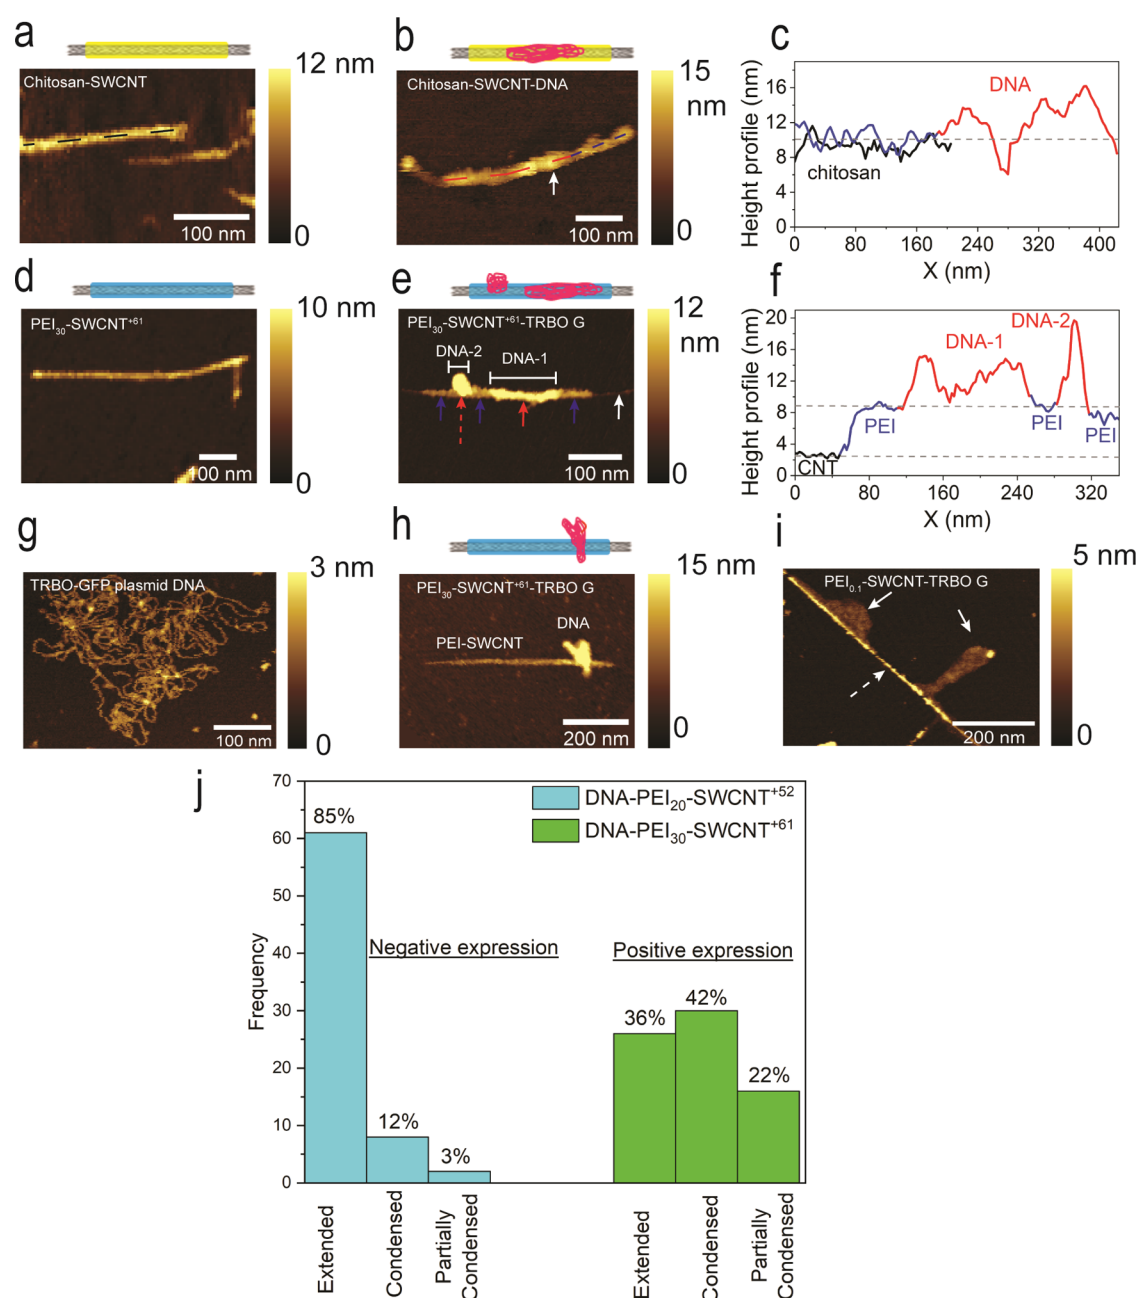 a
Chitosan-SWCNT
100 nm
12 nm
0
b
Chitosan-SWCNT-DNA
100 nm
15
nm
0
c
Height profile (nm)
16
12
8
4
0
DNA
chitosan
0 80 160 240 320 400
X (nm)
d
PEI30-SWCNT+61
100 nm
10 nm
0
e
PEI30-SWCNT+61-TRBO G
DNA-2
DNA-1
100 nm
12
nm
0
f
Height profile (nm)
20
16
12
8
4
0
DNA-2
DNA-1
PEI
PEI
PEI
CNT
0 80 160 240 320
X (nm)
g
TRBO-GFP plasmid DNA
100 nm
3 nm
0
h
PEI30-SWCNT+61-TRBO G
DNA
PEI-SWCNT
200 nm
15 nm
0
i
PEI0.1-SWCNT-TRBO G
200 nm
5 nm
0
j
Frequency
70
60
50
40
30
20
10
0
DNA-PEI20-SWCNT+52
DNA-PEI30-SWCNT+61
85%
12%
3%
Negative expression
Positive expression
36%
42%
22%
Extended
Condensed
Partially
Condensed
Extended
Condensed
Partially
Condensed